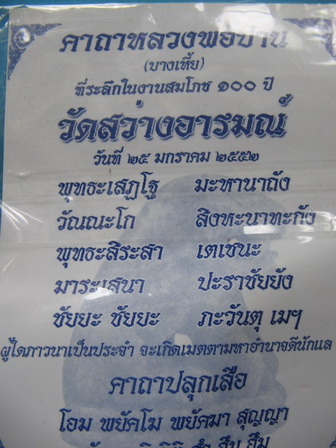 คาถาหลวงพ่อปาน
(บางเหี้ย)
ที่ระลึกในงานสมโภช ๑๐๐ ปี
วัดสว่างอารมณ์
วันที่ ๒๕ มกราคม ๒๕๕๒
พุทธะเสฏโฐ มะหานาถัง
วัณณะโก สิงหะนาทะกัง
พุทธะสิระสา เตเชนะ
มาระเสนา ปะราชัยยัง
ชัยยะ ชัยยะ ภะวันตุ เมฯ
ผู้ใดภาวนาเป็นประจำ จะเกิดเมตตามหาอำนาจดีนักแล
คาถาปลุกเสือ
โอม พยัคโฆ พยัคมา สูญญา